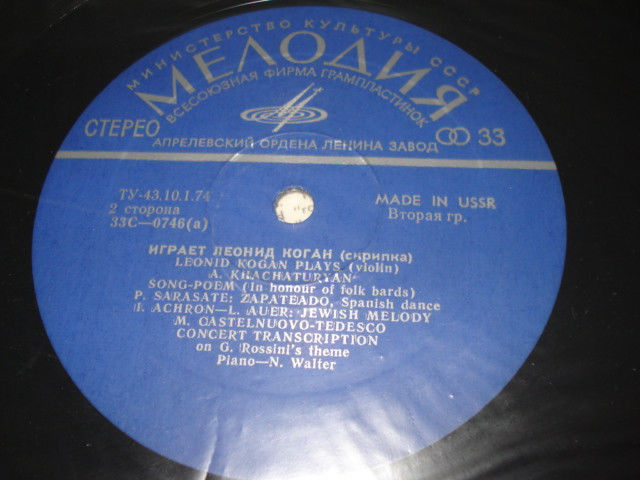 МИНИСТЕРСТВО КУЛЬТУРЫ СССР
МЕЛОДИЯ
ВСЕСОЮЗНАЯ ФИРМА ГРАМПЛАСТИНОК
СТЕРЕО
33
АПРЕЛЕВСКИЙ ОРДЕНА ЛЕНИНА ЗАВОД
ТУ-43.10.1.74
2 сторона
33С—0746(а)
MADE IN USSR
Вторая гр.
ИГРАЕТ ЛЕОНИД КОГАН (скрипка)
LEONID KOGAN PLAYS (violin)
A. KHACHATURYAN
SONG-POEM (In honour of folk bards)
P. SARASATE: ZAPATEADO, Spanish dance
I. ACHRON—L. AUER: JEWISH MELODY
M. CASTELNUOVO-TEDESCO
CONCERT TRANSCRIPTION
on G. Rossini's theme
Piano—N. Walter